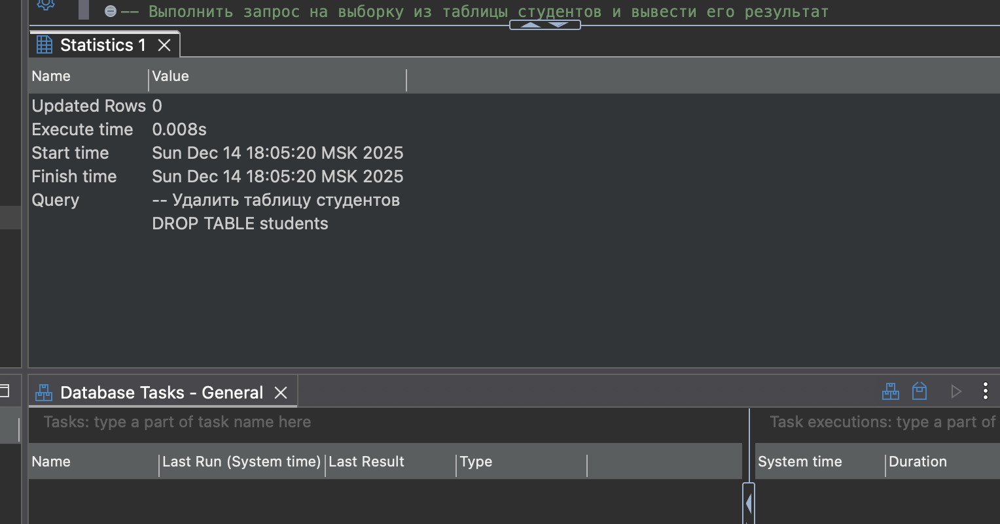 -- Выполнить запрос на выборку из таблицы студентов и вывести его результат
Statistics 1
Name Value
Updated Rows 0
Execute time 0.008s
Start time Sun Dec 14 18:05:20 MSK 2025
Finish time Sun Dec 14 18:05:20 MSK 2025
Query -- Удалить таблицу студентов
DROP TABLE students
Database Tasks - General
Tasks: type a part of task name here
Task executions: type a part of
Name Last Run (System time) Last Result Type
System time Duration